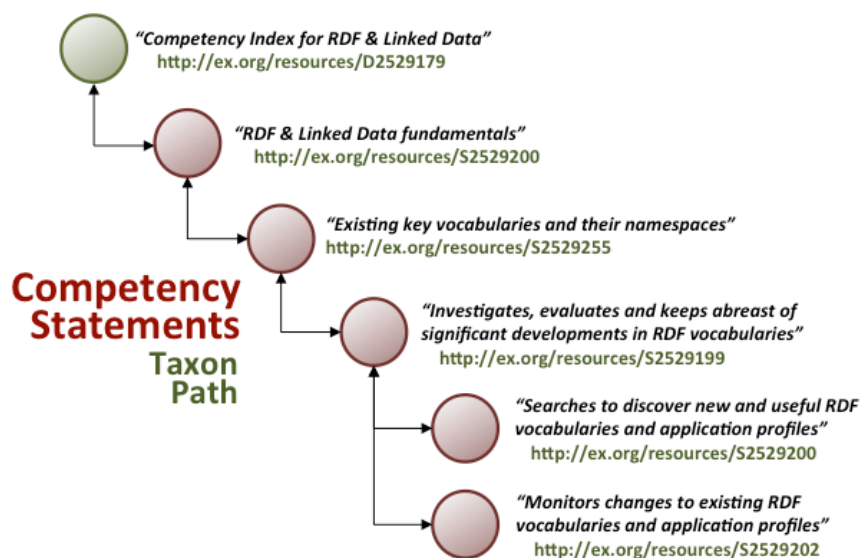 “Competency Index for RDF & Linked Data”
http://ex.org/resources/D2529179
“RDF & Linked Data fundamentals”
http://ex.org/resources/S2529200
“Existing key vocabularies and their namespaces”
http://ex.org/resources/S2529255
Competency
Statements
Taxon
Path
“Investigates, evaluates and keeps abreast of
significant developments in RDF vocabularies”
http://ex.org/resources/S2529199
“Searches to discover new and useful RDF
vocabularies and application profiles”
http://ex.org/resources/S2529200
“Monitors changes to existing RDF
vocabularies and application profiles”
http://ex.org/resources/S2529202